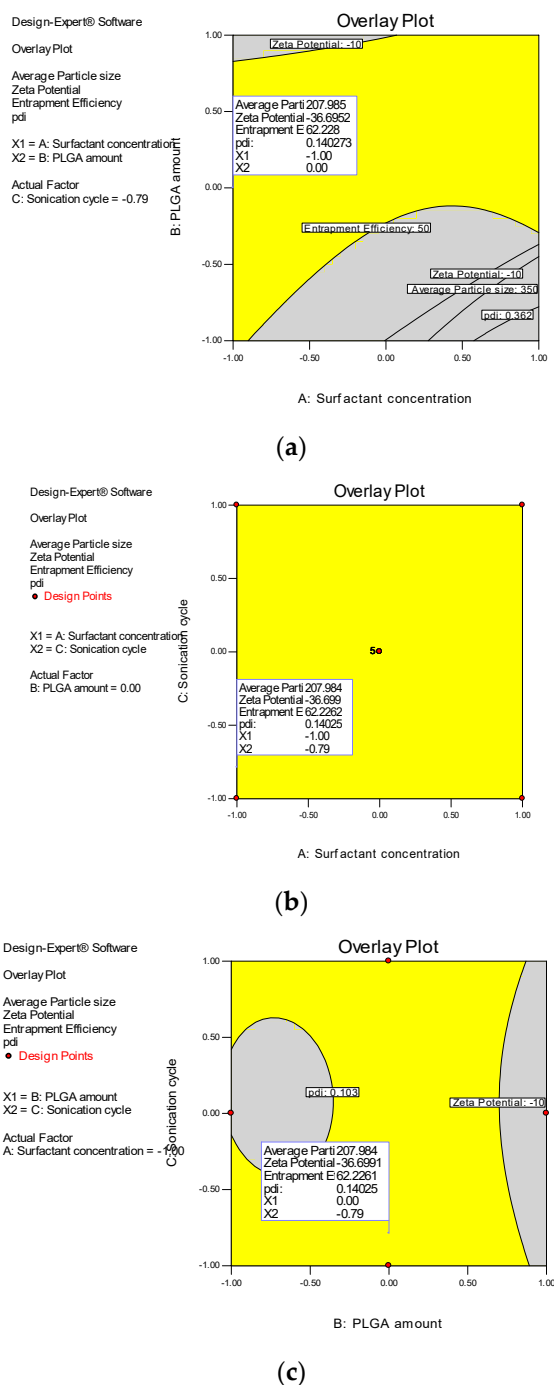 Design-Expert® Software
Overlay Plot
Average Particle size
Zeta Potential
Entrapment Efficiency
pdi
X1 = A: Surfactant concentration
X2 = B: PLGA amount
Actual Factor
C: Sonication cycle = -0.79
Overlay Plot
B: PLGA amount
1.00
0.50
0.00
-0.50
-1.00
Zeta Potential: -10
Average Parti 207.985
Zeta Potential -36.6952
Entrapment E 62.228
pdi: 0.140273
X1 -1.00
X2 0.00
Entrapment Efficiency: 50
Zeta Potential: -10
Average Particle size: 350
pdi: 0.362
-1.00 -0.50 0.00 0.50 1.00
A: Surfactant concentration
(a)
Design-Expert® Software
Overlay Plot
Average Particle size
Zeta Potential
Entrapment Efficiency
pdi
Design Points
X1 = A: Surfactant concentration
X2 = C: Sonication cycle
Actual Factor
B: PLGA amount = 0.00
Overlay Plot
C: Sonication cycle
1.00
0.50
0.00
-0.50
-1.00
5
Average Parti 207.984
Zeta Potential -36.699
Entrapment E 62.2262
pdi: 0.14025
X1 -1.00
X2 -0.79
-1.00 -0.50 0.00 0.50 1.00
A: Surfactant concentration
(b)
Design-Expert® Software
Overlay Plot
Average Particle size
Zeta Potential
Entrapment Efficiency
pdi
Design Points
X1 = B: PLGA amount
X2 = C: Sonication cycle
Actual Factor
A: Surfactant concentration = -1.00
Overlay Plot
C: Sonication cycle
1.00
0.50
0.00
-0.50
-1.00
pdi: 0.103
Zeta Potential: -10
Average Parti 207.984
Zeta Potential -36.6991
Entrapment E 62.2261
pdi: 0.14025
X1 0.00
X2 -0.79
-1.00 -0.50 0.00 0.50 1.00
B: PLGA amount
(c)